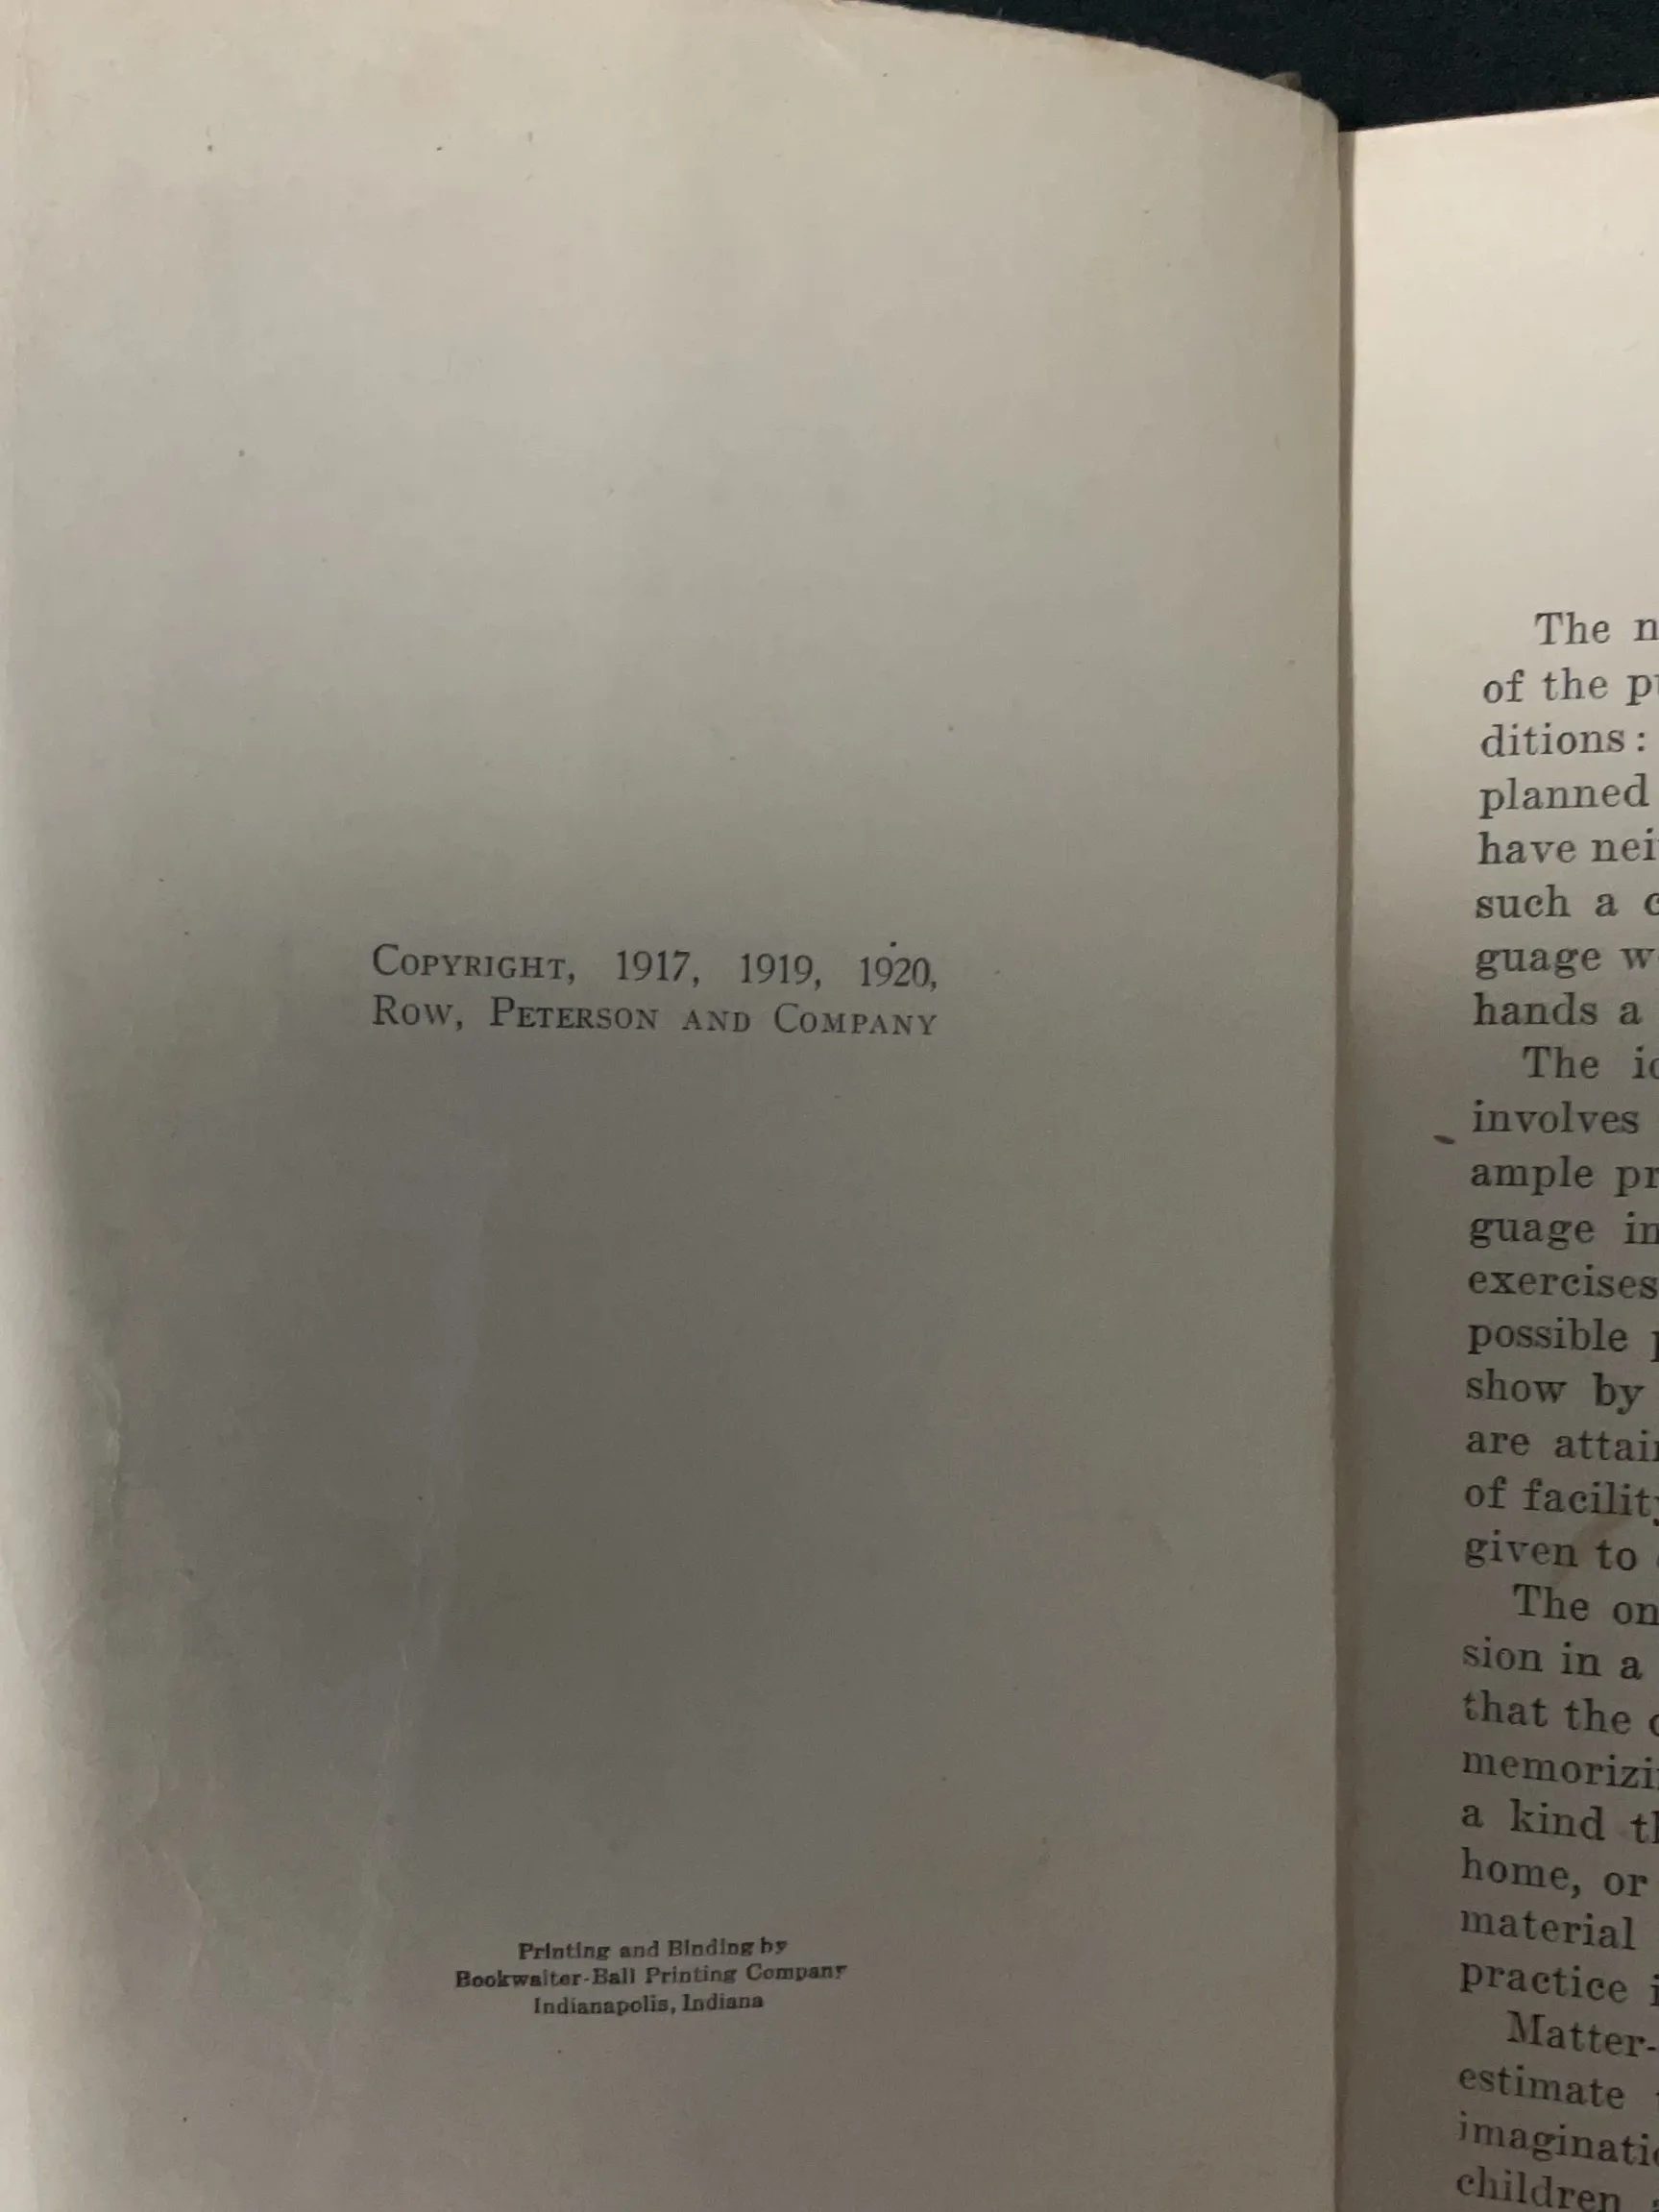 COPYRIGHT, 1917, 1919, 1920,
ROW, PETERSON AND COMPANY
Printing and Binding by
Bookwalter-Ball Printing Company
Indianapolis, Indiana
The
of the
ditions:
planned
have
such a
guage
hands a
The
involves
ample
guage
exercises
possible
show by
are
of
given to
The
sion in a
that the
a kind
home, or
material
practice
Matter-
estimate
children